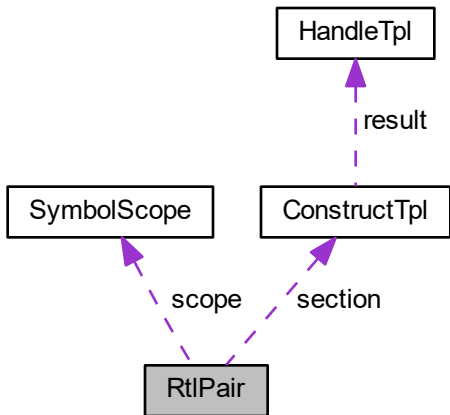 HandleTpl
result
SymbolScope
ConstructTpl
scope
section
RtlPair